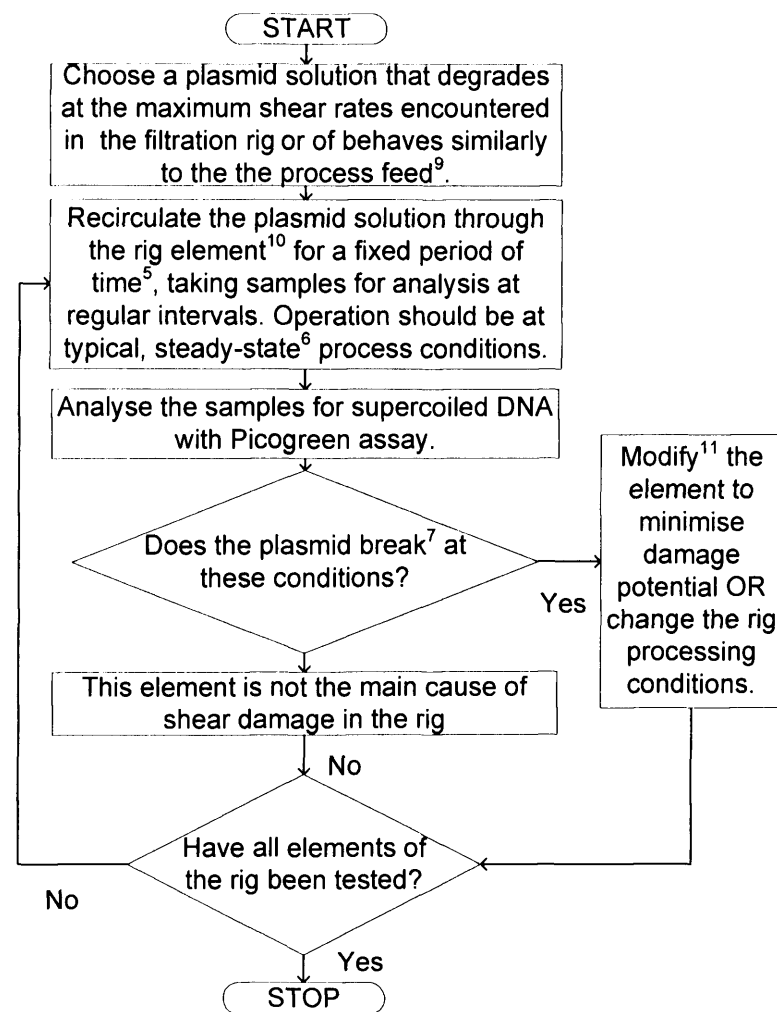 START
Choose a plasmid solution that degrades
at the maximum shear rates encountered
in the filtration rig or of behaves similarly
to the the process feed⁹.
Recirculate the plasmid solution through
the rig element¹⁰ for a fixed period of
time⁵, taking samples for analysis at
regular intervals. Operation should be at
typical, steady-state⁶ process conditions.
Analyse the samples for supercoiled DNA
with Picogreen assay.
Does the plasmid break⁷ at
these conditions?
Yes
Modify¹¹ the
element to
minimise
damage
potential OR
change the rig
processing
conditions.
This element is not the main cause of
shear damage in the rig
No
Have all elements of
the rig been tested?
No
Yes
STOP